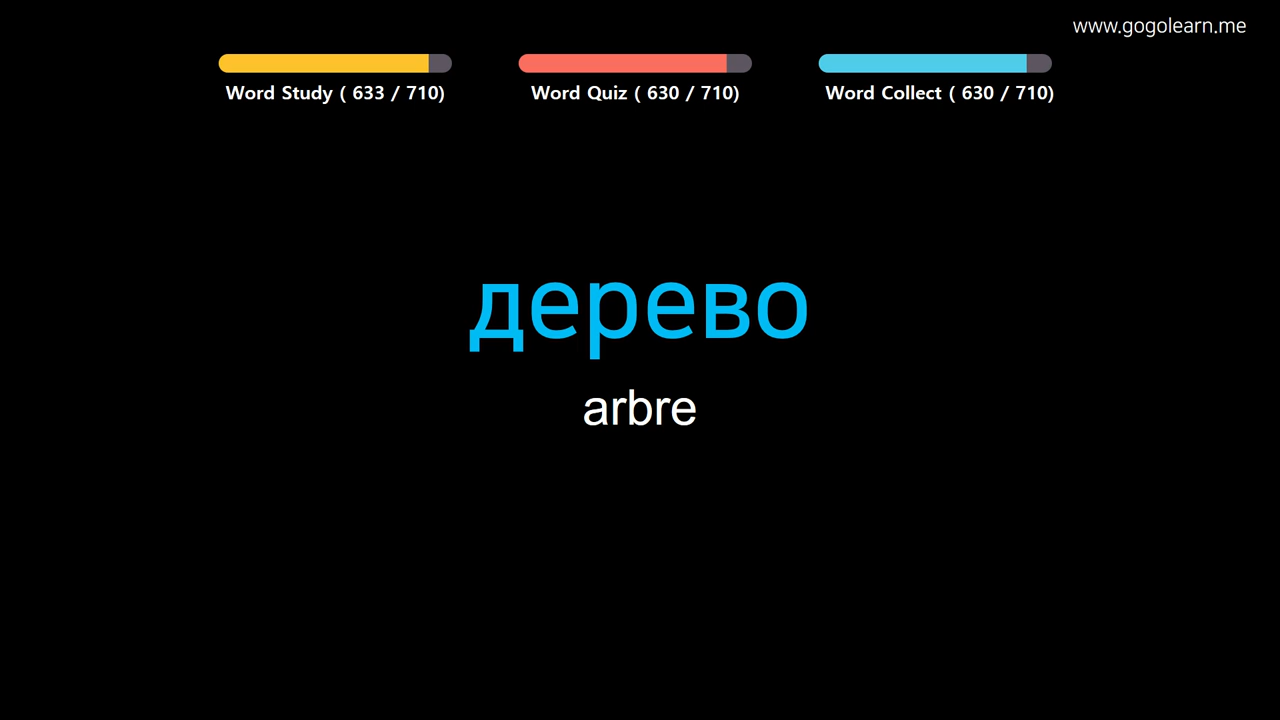 www.gogolearn.me
Word Study ( 633 / 710)
Word Quiz ( 630 / 710)
Word Collect ( 630 / 710)
дерево
arbre